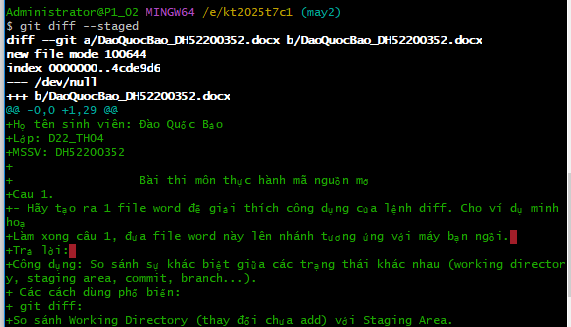 Administrator@P1_02 MINGW64 /e/kt2025t7c1 (may2)
$ git diff --staged
diff --git a/DaoQuocBao_DH52200352.docx b/DaoQuocBao_DH52200352.docx
new file mode 100644
index 0000000..4cde9d6
--- /dev/null
+++ b/DaoQuocBao_DH52200352.docx
@@ -0,0 +1,29 @@
+Họ tên sinh viên: Đào Quốc Bảo
+Lớp: D22_TH04
+MSSV: DH52200352
+
+ Bài thi môn thực hành mã nguồn mở
+Cau 1.
+- Hãy tạo ra 1 file word để giải thích công dụng của lệnh diff. Cho ví dụ minh
hoạ
+Làm xong câu 1, đưa file word này lên nhánh tương ứng với máy bạn ngồi.
+Trả lời:
+Công dụng: So sánh sự khác biệt giữa các trạng thái khác nhau (working director
y, staging area, commit, branch...).
+ Các cách dùng phổ biến:
+ git diff:
+So sánh Working Directory (thay đổi chưa add) với Staging Area.